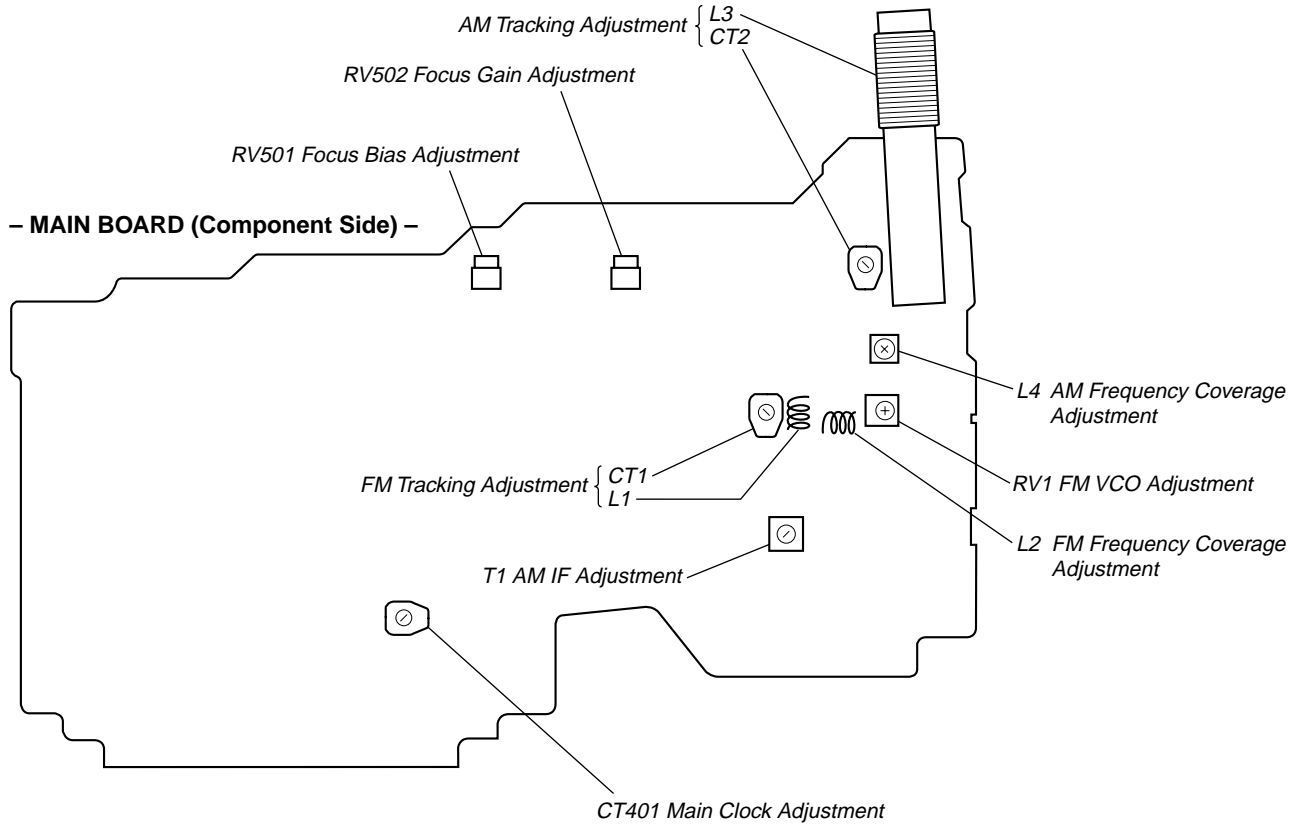 AM Tracking Adjustment { L3
CT2
RV502 Focus Gain Adjustment
RV501 Focus Bias Adjustment
– MAIN BOARD (Component Side) –
L4 AM Frequency Coverage
Adjustment
FM Tracking Adjustment { CT1
L1
RV1 FM VCO Adjustment
L2 FM Frequency Coverage
Adjustment
T1 AM IF Adjustment
CT401 Main Clock Adjustment